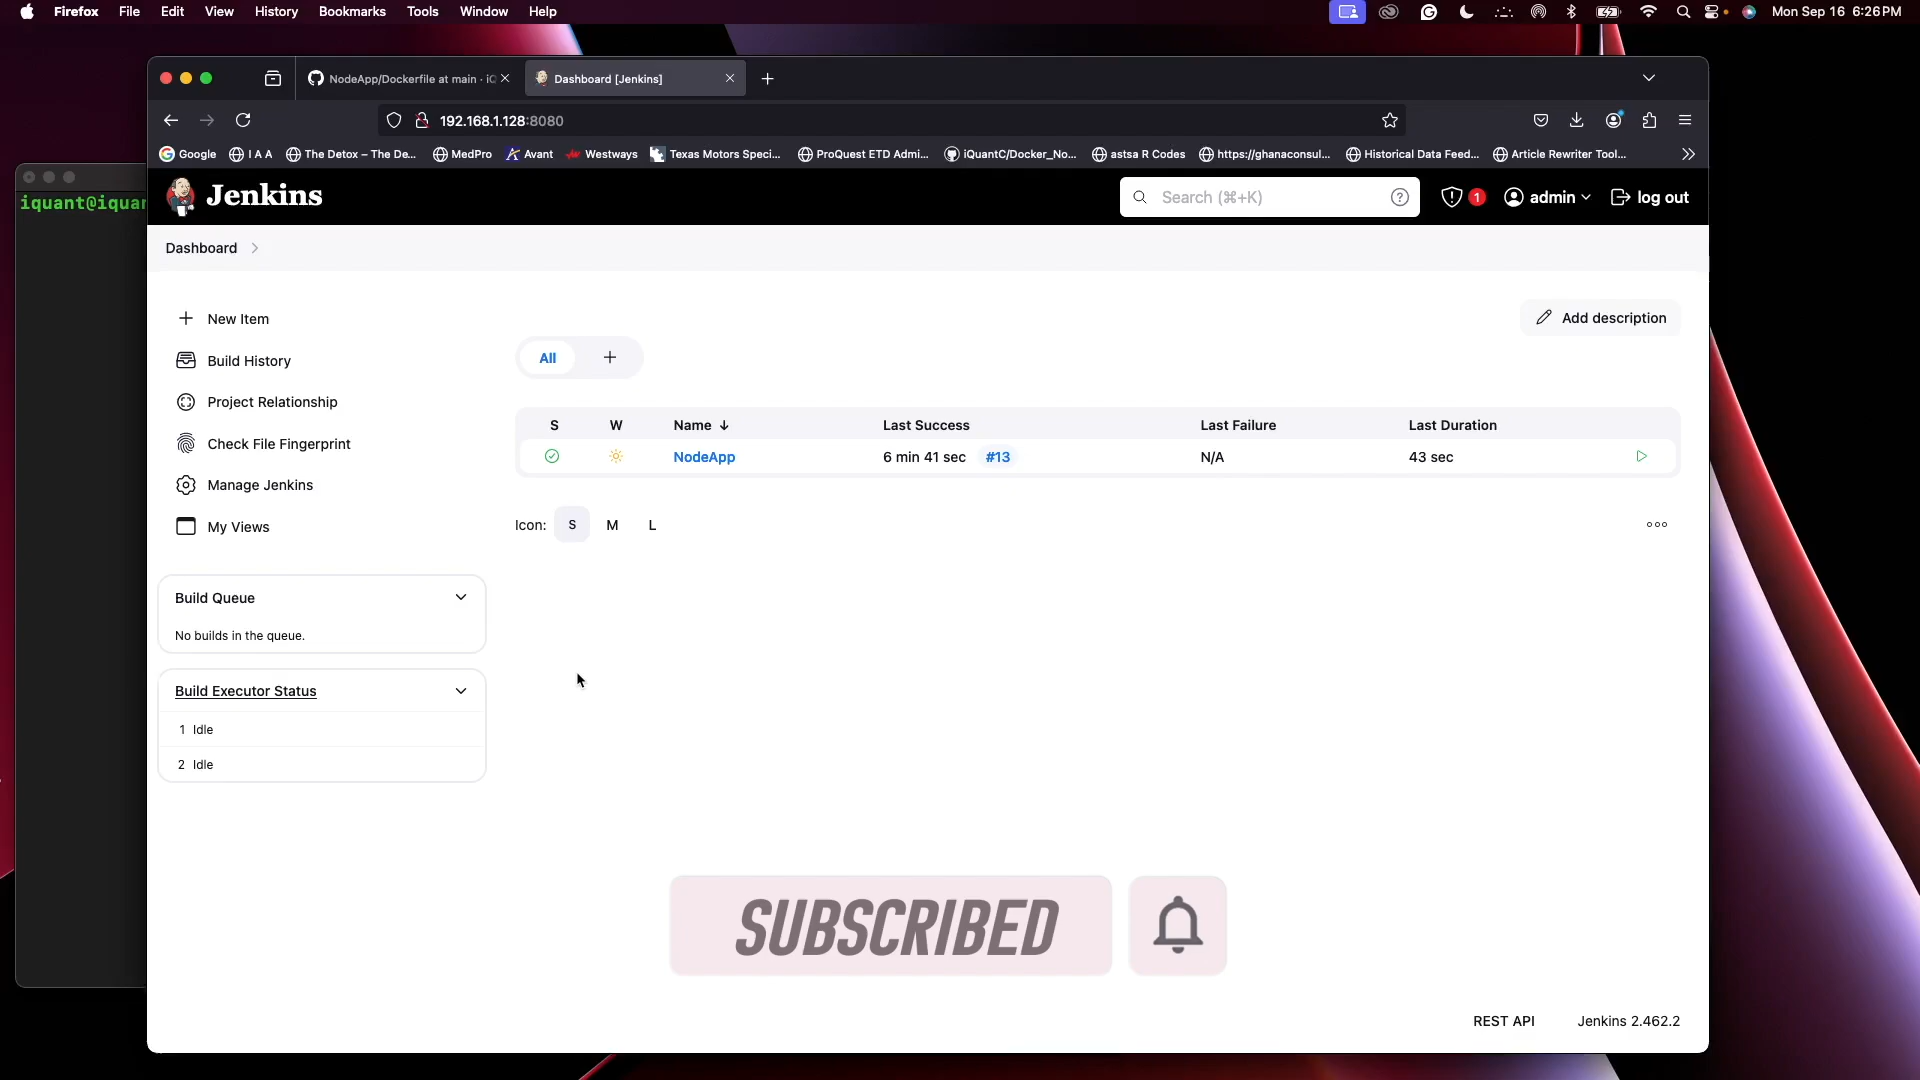 Firefox File Edit View History Bookmarks Tools Window Help Mon Sep 16 6:26 PM
NodeApp/Dockerfile at main · iQ Dashboard [Jenkins]
192.168.1.128:8080
Google I A A The Detox – The De... MedPro Avant Westways Texas Motors Speci... ProQuest ETD Admi... iQuantC/Docker_No... astsa R Codes https://ghanaconsul... Historical Data Feed... Article Rewriter Tool...
iquant@iquan
Jenkins Search (⌘+K) 1 admin log out
Dashboard
New Item
Add description
Build History
All +
Project Relationship
Check File Fingerprint
Manage Jenkins
My Views
S W Name ↓ Last Success Last Failure Last Duration
NodeApp 6 min 41 sec #13 N/A 43 sec
Icon: S M L
Build Queue
No builds in the queue.
Build Executor Status
1 Idle
2 Idle
SUBSCRIBED
REST API Jenkins 2.462.2